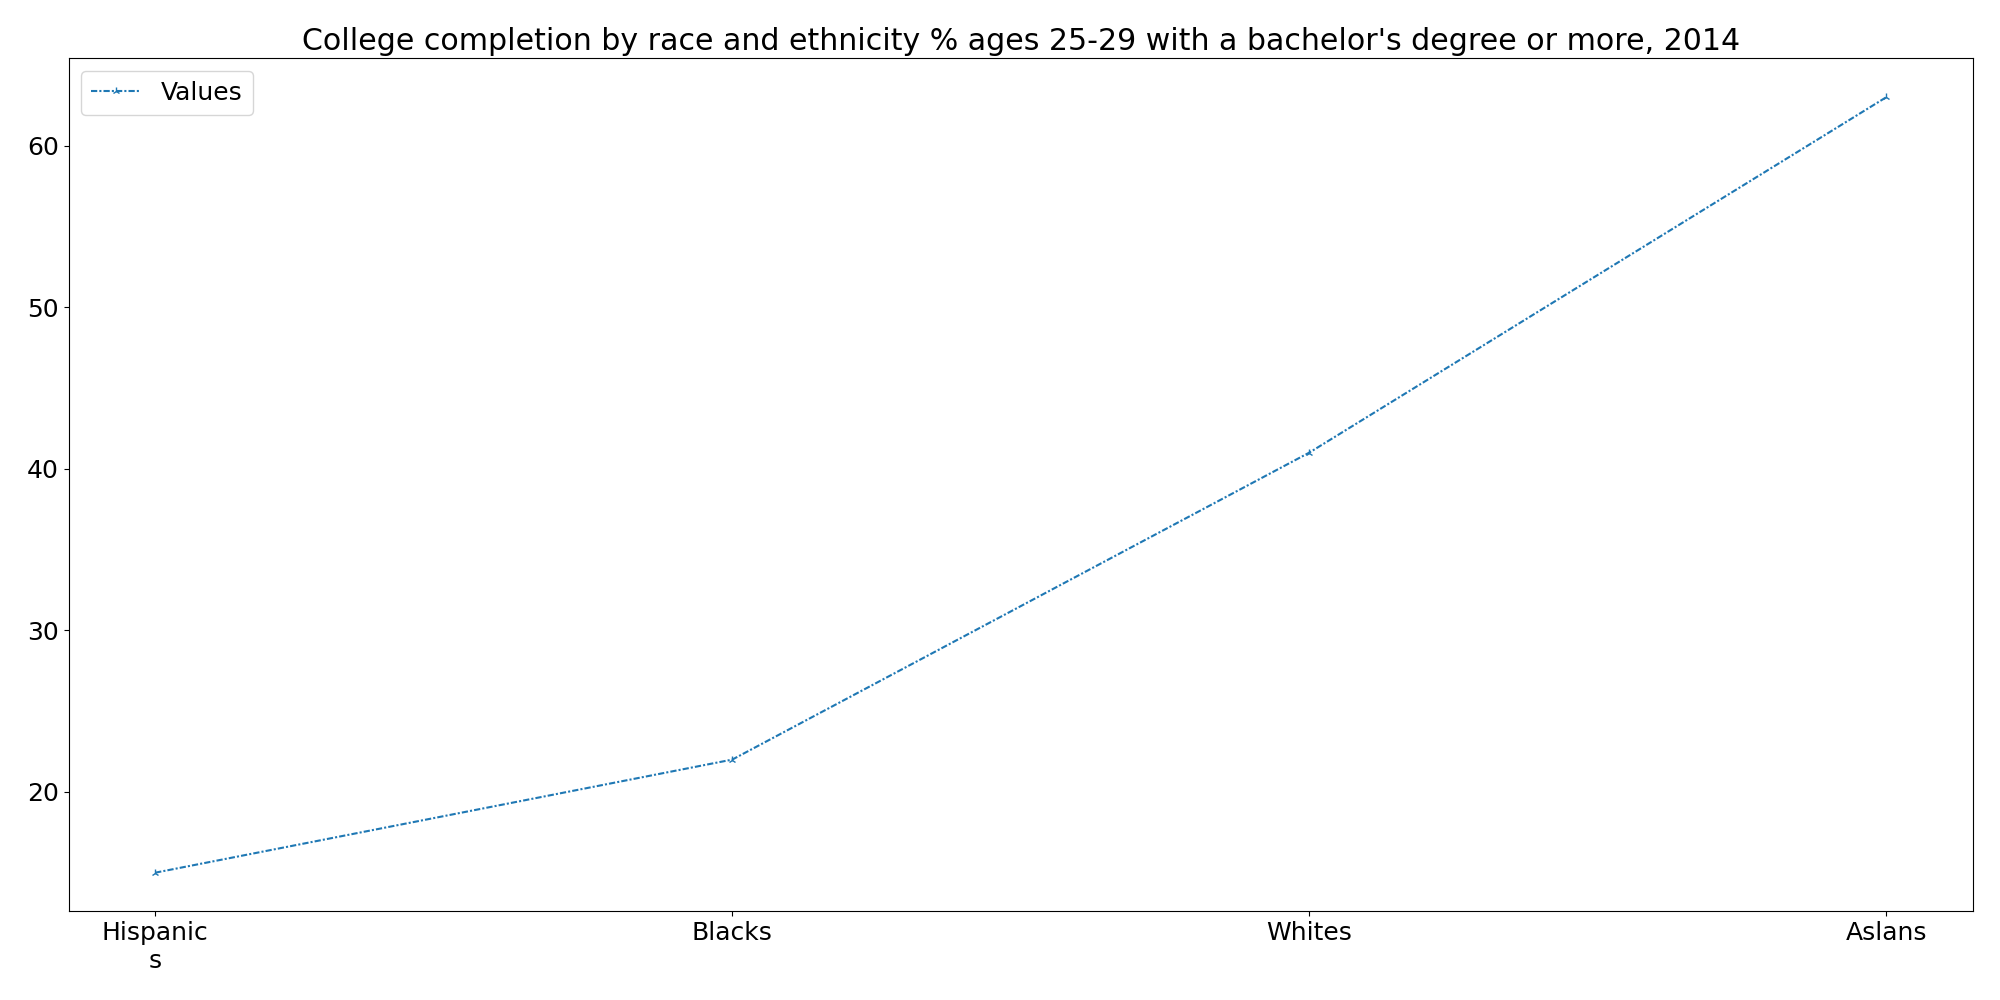 College completion by race and ethnicity % ages 25-29 with a bachelor's degree or more, 2014
Values
60
50
40
30
20
Hispanic
s
Blacks
Whites
Aslans